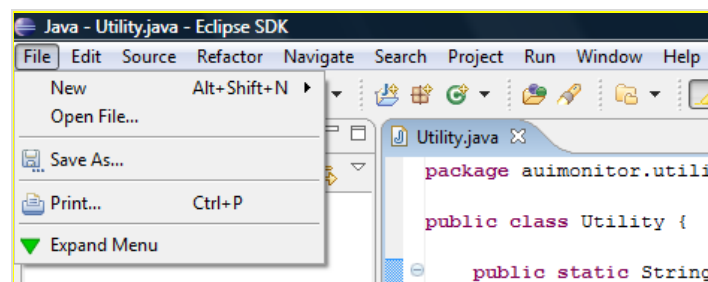 Java - Utility.java - Eclipse SDK
File Edit Source Refactor Navigate Search Project Run Window Help
New Alt+Shift+N
Open File...
Save As...
Print... Ctrl+P
Expand Menu
Utility.java
package auimonitor.utili
public class Utility {
public static String